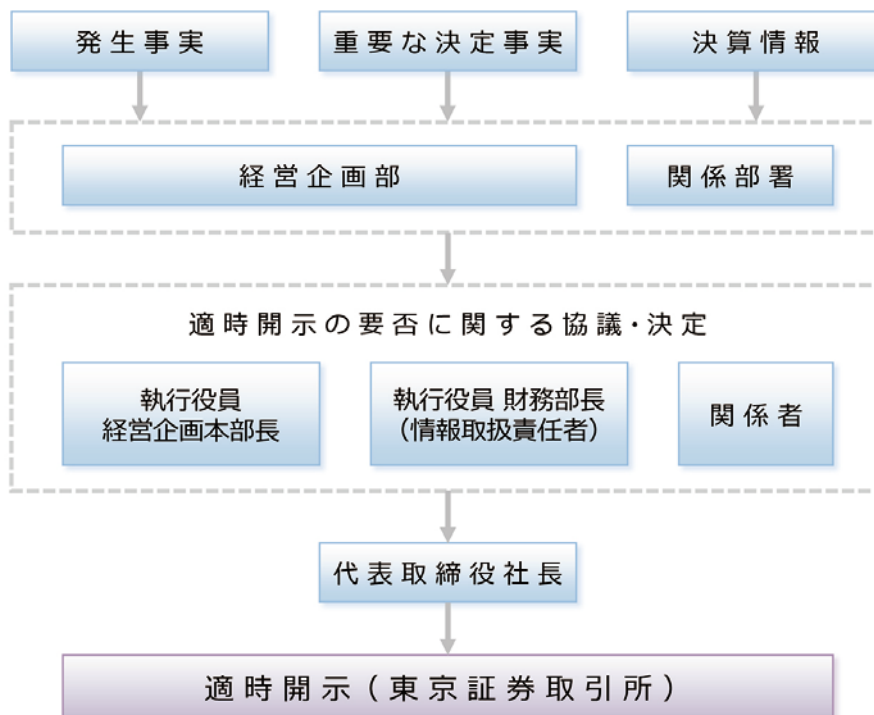 発生事実
重要な決定事実
決算情報
経営企画部
関係部署
適時開示の要否に関する協議・決定
執行役員
経営企画本部長
執行役員 財務部長
（情報取扱責任者）
関係者
代表取締役社長
適時開示（東京証券取引所）